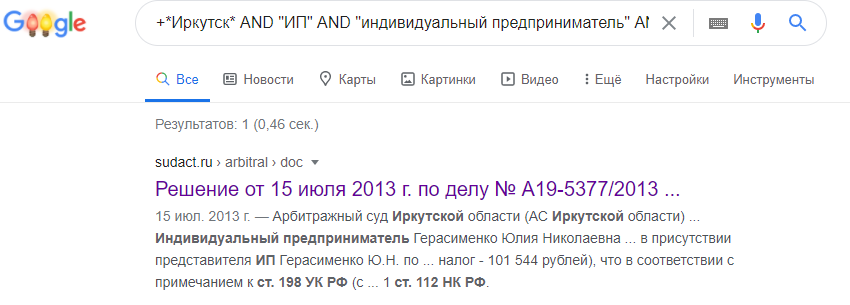 Google
+*Иркутск* AND "ИП" AND "индивидуальный предприниматель" AN
Все Новости Карты Картинки Видео Ещё Настройки Инструменты
Результатов: 1 (0,46 сек.)
sudact.ru › arbitral › doc
Решение от 15 июля 2013 г. по делу № А19-5377/2013 ...
15 июл. 2013 г. — Арбитражный суд Иркутской области (АС Иркутской области) ...
Индивидуальный предприниматель Герасименко Юлия Николаевна ... в присутствии
представителя ИП Герасименко Ю.Н. по ... налог - 101 544 рублей), что в соответствии с
примечанием к ст. 198 УК РФ (с ... 1 ст. 112 НК РФ.